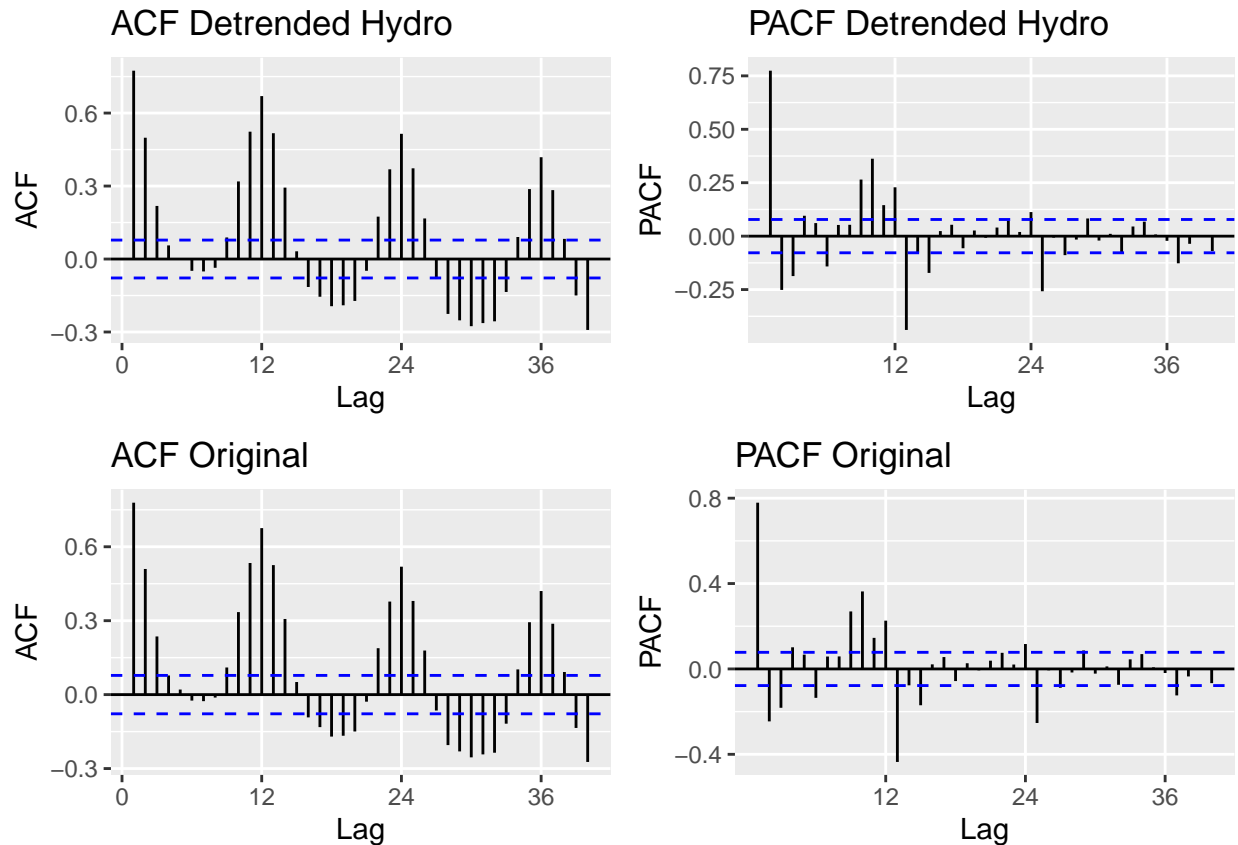 ACF Detrended Hydro
ACF
0.6
0.3
0.0
−0.3
0
12
24
36
Lag
PACF Detrended Hydro
PACF
0.75
0.50
0.25
0.00
−0.25
12
24
36
Lag
ACF Original
ACF
0.6
0.3
0.0
−0.3
0
12
24
36
Lag
PACF Original
PACF
0.8
0.4
0.0
−0.4
12
24
36
Lag